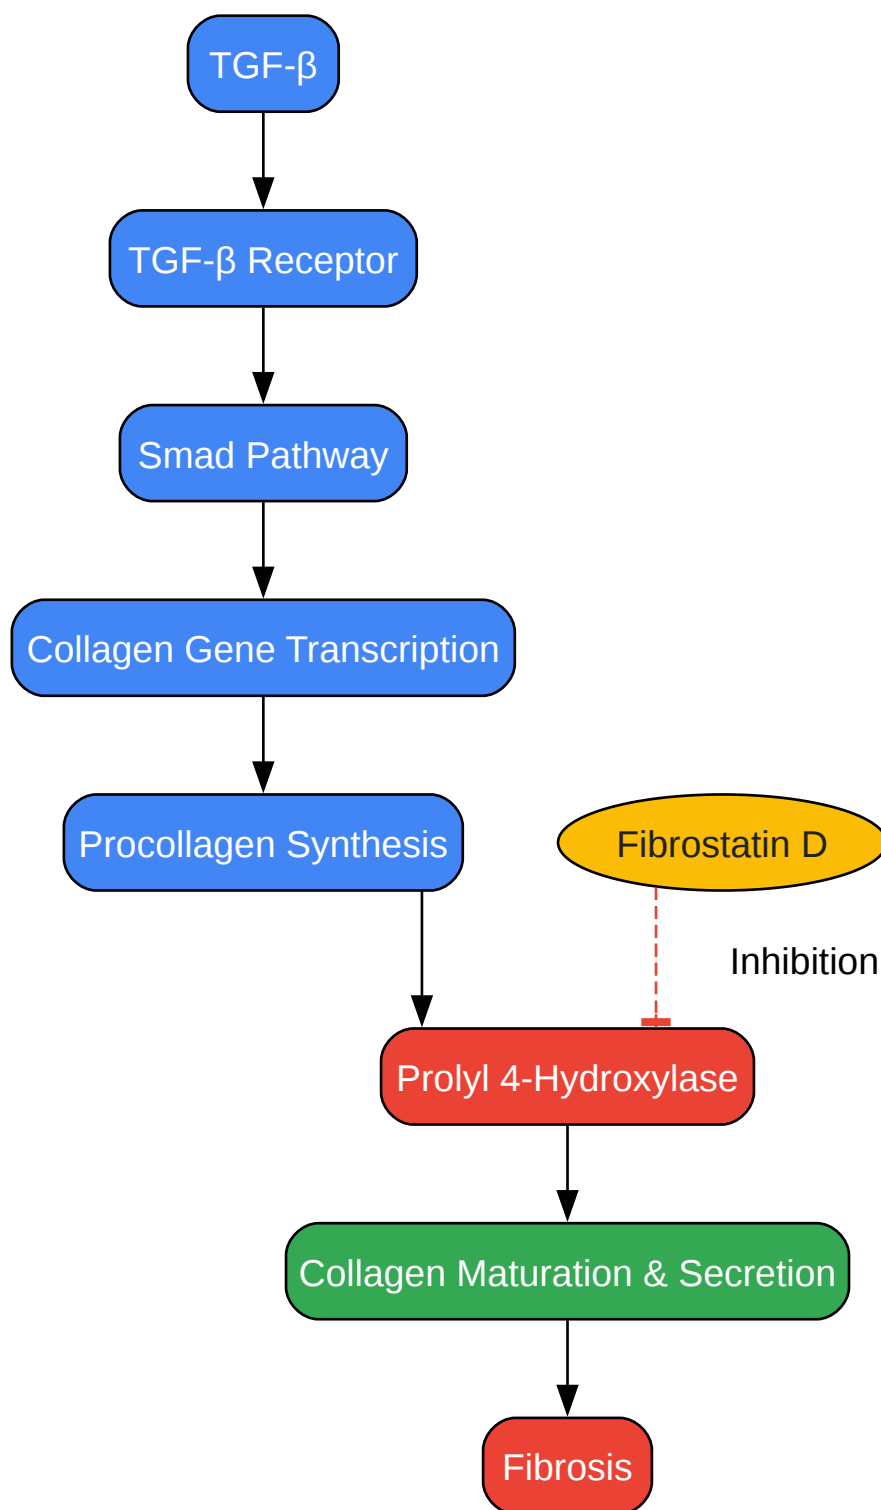 TGF-β
TGF-β Receptor
Smad Pathway
Collagen Gene Transcription
Procollagen Synthesis
Fibrostatin D
Inhibition
Prolyl 4-Hydroxylase
Collagen Maturation & Secretion
Fibrosis